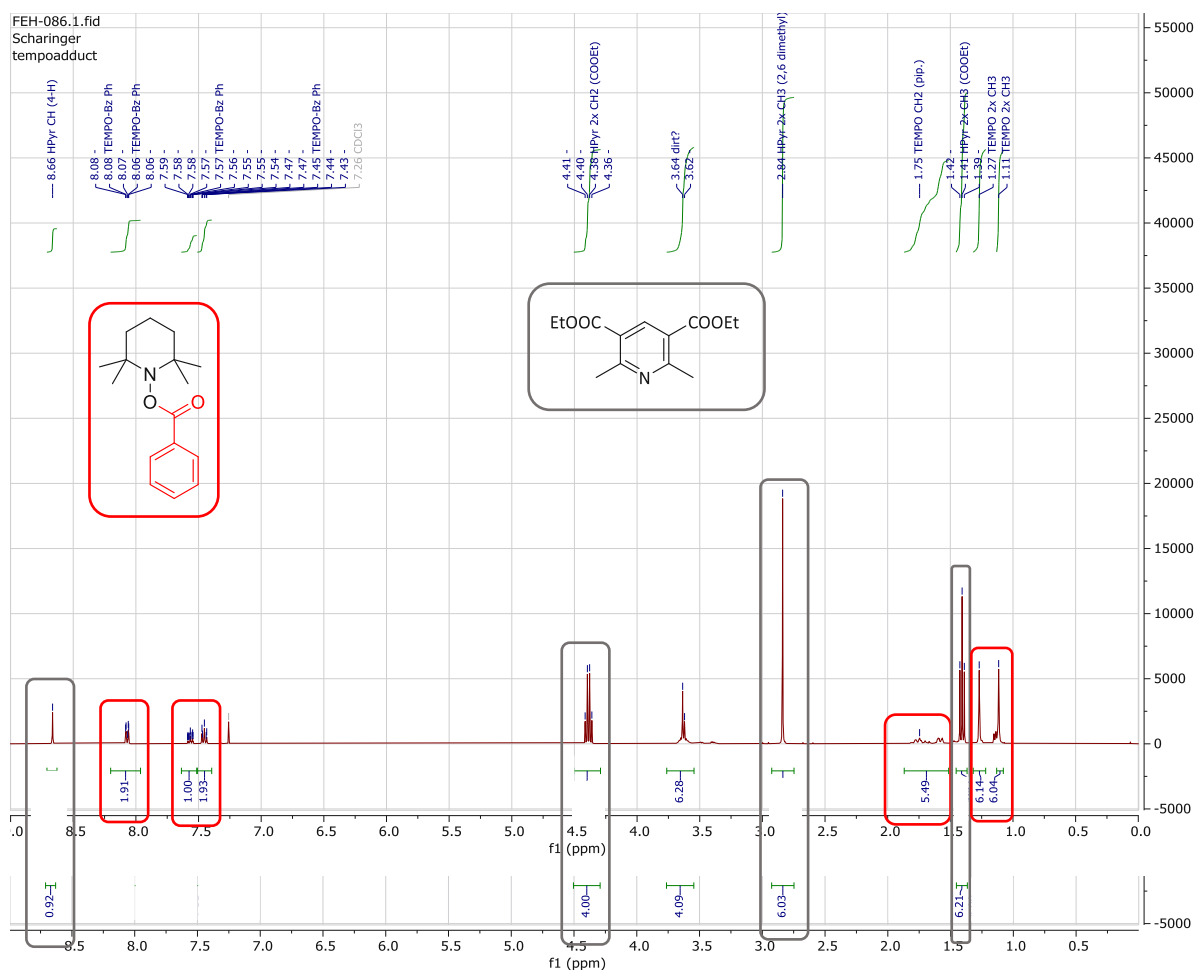 FEH-086.1.fid
Scharinger
tempoadduct
8.66 HPyr CH (4-H)
8.08
8.08 TEMPO-Bz Ph
8.07
8.06 TEMPO-Bz Ph
8.06
7.59
7.58
7.58
7.57
7.57 TEMPO-Bz Ph
7.56
7.55
7.55
7.54
7.47
7.47
7.45 TEMPO-Bz Ph
7.44
7.43
7.26 CDCl3
4.41
4.40
4.38 HPyr 2x CH2 (COOEt)
4.36
3.64 dirt?
3.62
2.84 HPyr 2x CH3 (2,6 dimethyl)
1.75 TEMPO CH2 (pip.)
1.42
1.41 HPyr 2x CH3 (COOEt)
1.39
1.27 TEMPO 2x CH3
1.11 TEMPO 2x CH3
55000
50000
45000
40000
35000
30000
25000
20000
15000
10000
5000
0
-5000
N
O
O
EtOOC
COOEt
N
1.91
1.00
1.93
6.28
5.49
6.14
6.04
.0 8.5 8.0 7.5 7.0 6.5 6.0 5.5 5.0 4.5 4.0 3.5 3.0 2.5 2.0 1.5 1.0 0.5 0.0
f1 (ppm)
0.92
4.00
4.09
6.03
6.21
-5000
8.5 8.0 7.5 7.0 6.5 6.0 5.5 5.0 4.5 4.0 3.5 3.0 2.5 2.0 1.5 1.0 0.5
f1 (ppm)